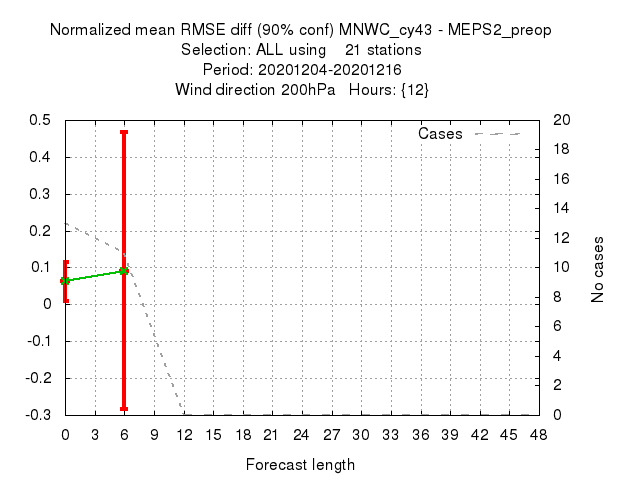 Normalized mean RMSE diff (90% conf) MNWC_cy43 - MEPS2_preop
Selection: ALL using    21 stations
Period: 20201204-20201216
Wind direction 200hPa   Hours: {12}
Cases
0.5
0.4
0.3
0.2
0.1
0
-0.1
-0.2
-0.3
20
18
16
14
12
10
8
6
4
2
0
No cases
0 3 6 9 12 15 18 21 24 27 30 33 36 39 42 45 48
Forecast length